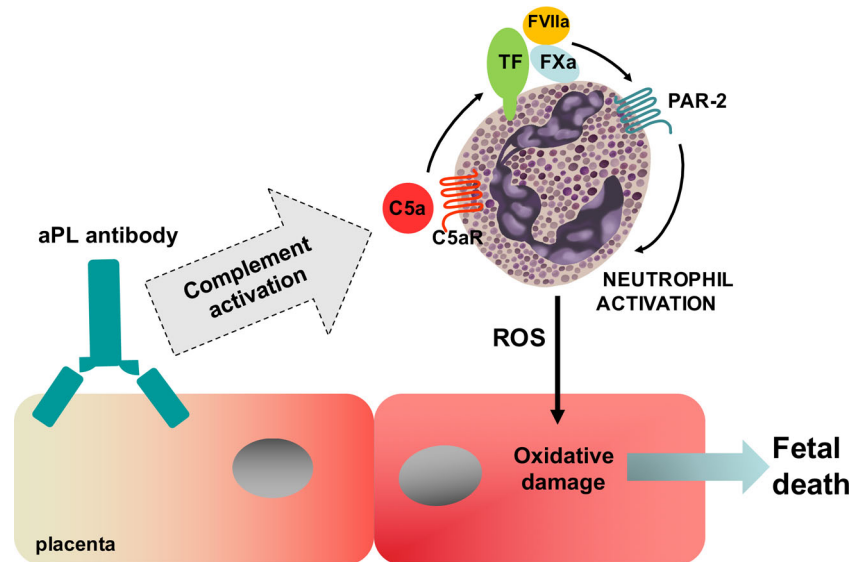 FVIIa
TF
FXa
PAR-2
C5a
C5aR
aPL antibody
Complement
activation
NEUTROPHIL
ACTIVATION
ROS
Oxidative
damage
Fetal
death
placenta